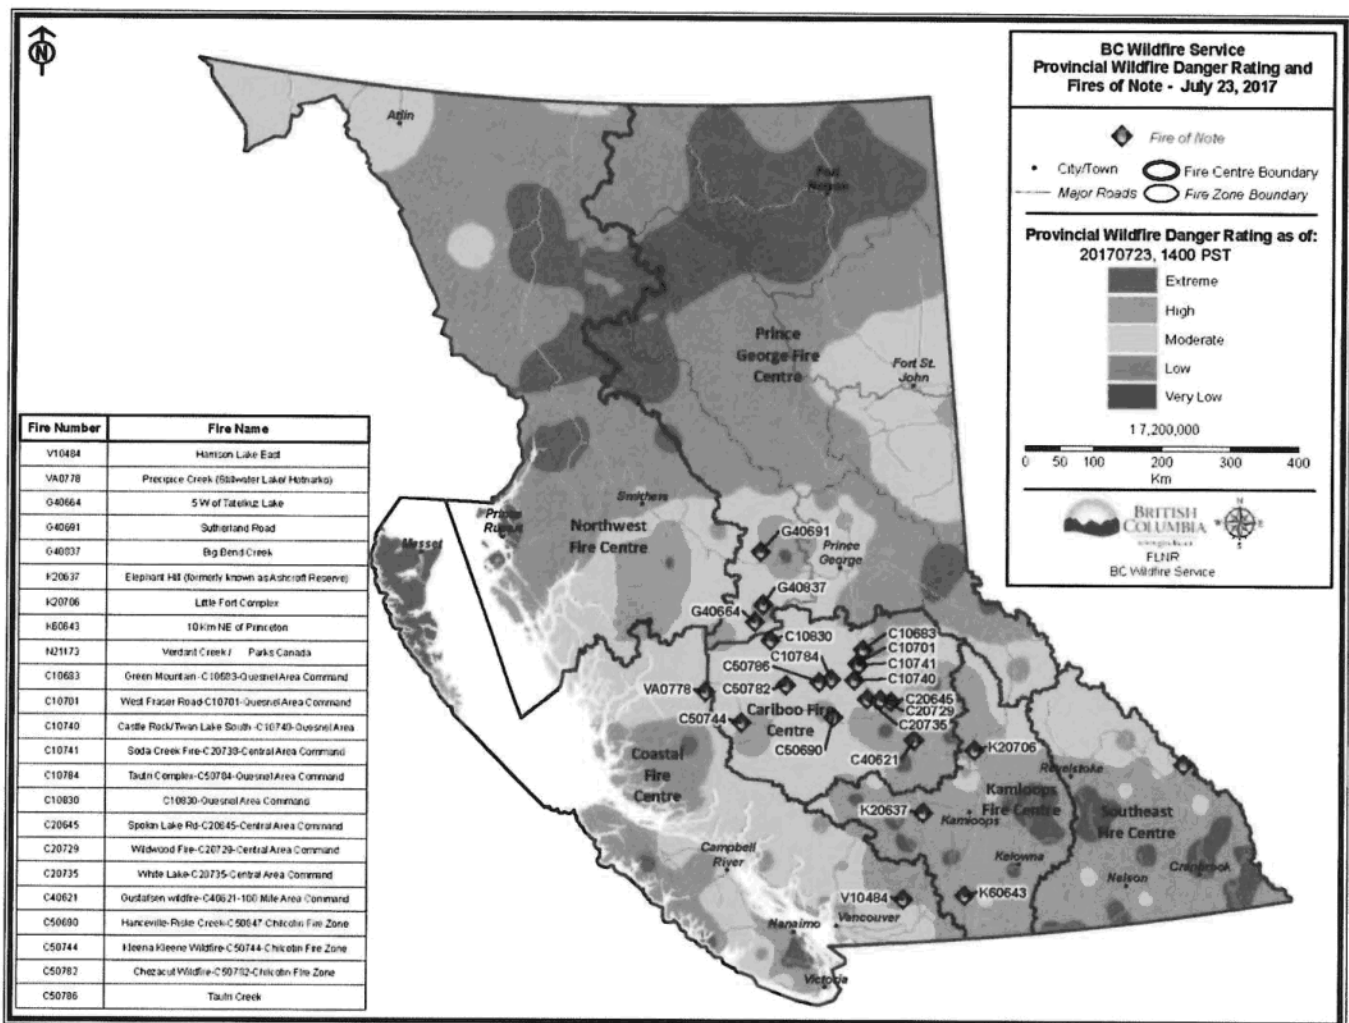 N
BC Wildfire Service
Provincial Wildfire Danger Rating and
Fires of Note - July 23, 2017
Fire of Note
City/Town
Fire Centre Boundary
Major Roads
Fire Zone Boundary
Provincial Wildfire Danger Rating as of:
20170723, 1400 PST
Extreme
High
Moderate
Low
Very Low
1 7,200,000
0 50 100 200 300 400
Km
BRITISH
COLUMBIA
N
E
S
FLNR
BC Wildfire Service
Atlin
Fort
Nelson
Prince
George Fire
Centre
Fort St.
John
Smithers
Prince
Rupert
Northwest
Fire Centre
Masset
G40691
Prince
George
G40837
G40664
C10830
C10683
C10701
C10784
C10741
C50786
C10740
VA0778
C50782
C20645
C20729
Cariboo Fire
Centre
C50744
C20735
C50690
C40621
K20706
Revelstoke
Coastal
Fire
Centre
Kamloops
Fire Centre
K20637
Kamloops
Southeast
Fire Centre
Campbell
River
Kelowna
Cranbrook
Nelson
V10484
K60643
Vancouver
Nanaimo
Victoria
Fire Number Fire Name
V10484 Harrison Lake East
VA0778 Precipice Creek (Stillwater Lake/ Hotnarko)
G40664 5 W of Tatelkuz Lake
G40691 Sutherland Road
G40837 Big Bend Creek
K20637 Elephant Hill (formerly known as Ashcroft Reserve)
K20706 Little Fort Complex
K60643 10 Km NE of Princeton
N21173 Verdant Creek / Parks Canada
C10683 Green Mountain -C10683-Quesnel Area Command
C10701 West Fraser Road-C10701-Quesnel Area Command
C10740 Castle Rock/Twan Lake South -C10740-Quesnel Area
C10741 Soda Creek Fire-C20738-Central Area Command
C10784 Tautri Complex-C50784-Quesnel Area Command
C10830 C10830-Quesnel Area Command
C20645 Spokin Lake Rd-C20645-Central Area Command
C20729 Wildwood Fire-C20729-Central Area Command
C20735 White Lake-C20735-Central Area Command
C40621 Gustafsen wildfire-C40621-100 Mile Area Command
C50690 Hanceville-Riske Creek-C50647-Chilcotin Fire Zone
C50744 Kleena Kleene Wildfire-C50744-Chilcotin Fire Zone
C50782 Chezacut Wildfire-C50782-Chilcotin Fire Zone
C50786 Tautri Creek